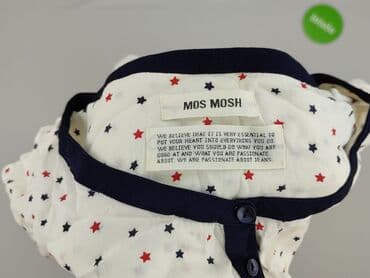 MOS MOSH
WE BELIEVE THAT IT IS VERY ESSENTIAL TO
PUT YOUR HEART INTO EVERYTHING YOU DO.
WE BELIEVE YOU SHOULD DO WHAT YOU ARE
GOOD AT AND WHAT YOU ARE PASSIONATE
ABOUT. WE ARE PASSIONATE ABOUT JEANS.